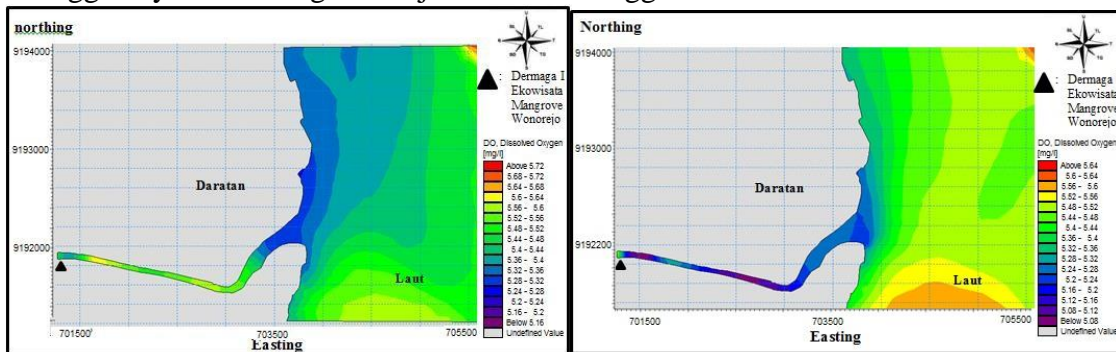 northing
9194000
9193000
9192000
Daratan
Laut
701500
703500
705500
Easting
: Dermaga I
Ekowisata
Mangrove
Wonorejo
DO, Dissolved Oxygen
[mg/l]
Above 5.72
5.68 - 5.72
5.64 - 5.68
5.6 - 5.64
5.56 - 5.6
5.52 - 5.56
5.48 - 5.52
5.44 - 5.48
5.4 - 5.44
5.36 - 5.4
5.32 - 5.36
5.28 - 5.32
5.24 - 5.28
5.2 - 5.24
5.16 - 5.2
Below 5.16
Undefined Value
Northing
9194000
9193000
9192200
Daratan
Laut
701500
703500
705500
Easting
: Dermaga
Ekowisata
Mangrove
Wonorejo
DO, Dissolved Oxygen
[mg/l]
Above 5.64
5.6 - 5.64
5.56 - 5.6
5.52 - 5.56
5.48 - 5.52
5.44 - 5.48
5.4 - 5.44
5.36 - 5.4
5.32 - 5.36
5.28 - 5.32
5.24 - 5.28
5.2 - 5.24
5.16 - 5.2
5.12 - 5.16
5.08 - 5.12
Below 5.08
Undefined Value